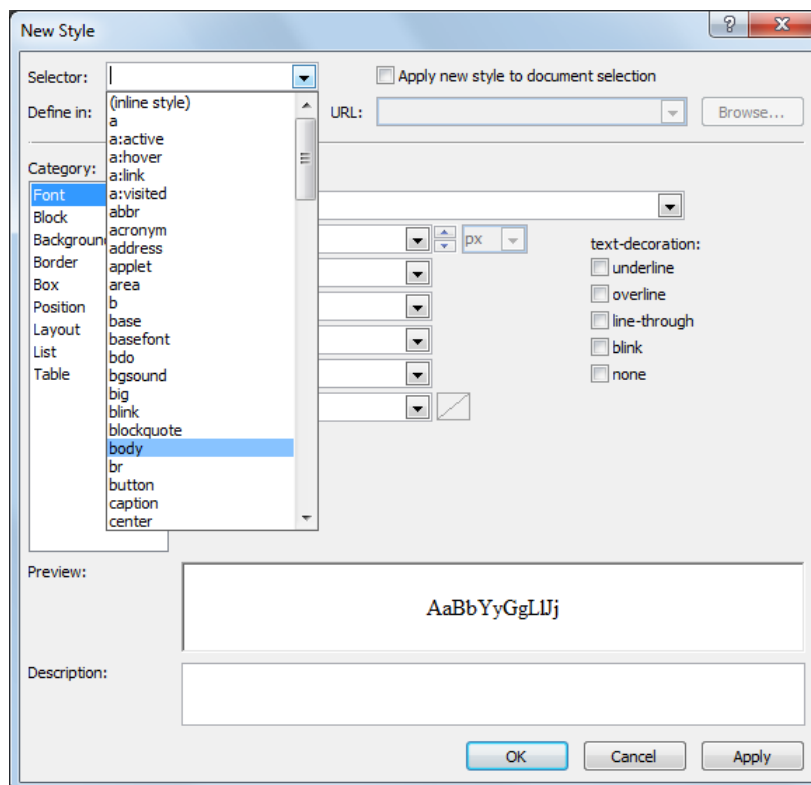 New Style
Selector:
Apply new style to document selection
Define in:
URL:
Browse...
(inline style)
a
a:active
a:hover
a:link
a:visited
abbr
acronym
address
applet
area
b
base
basefont
bdo
bgsound
big
blink
blockquote
body
br
button
caption
center
Category:
Font
Block
Background
Border
Box
Position
Layout
List
Table
px
text-decoration:
underline
overline
line-through
blink
none
Preview:
AaBbYyGgLlJj
Description:
OK
Cancel
Apply